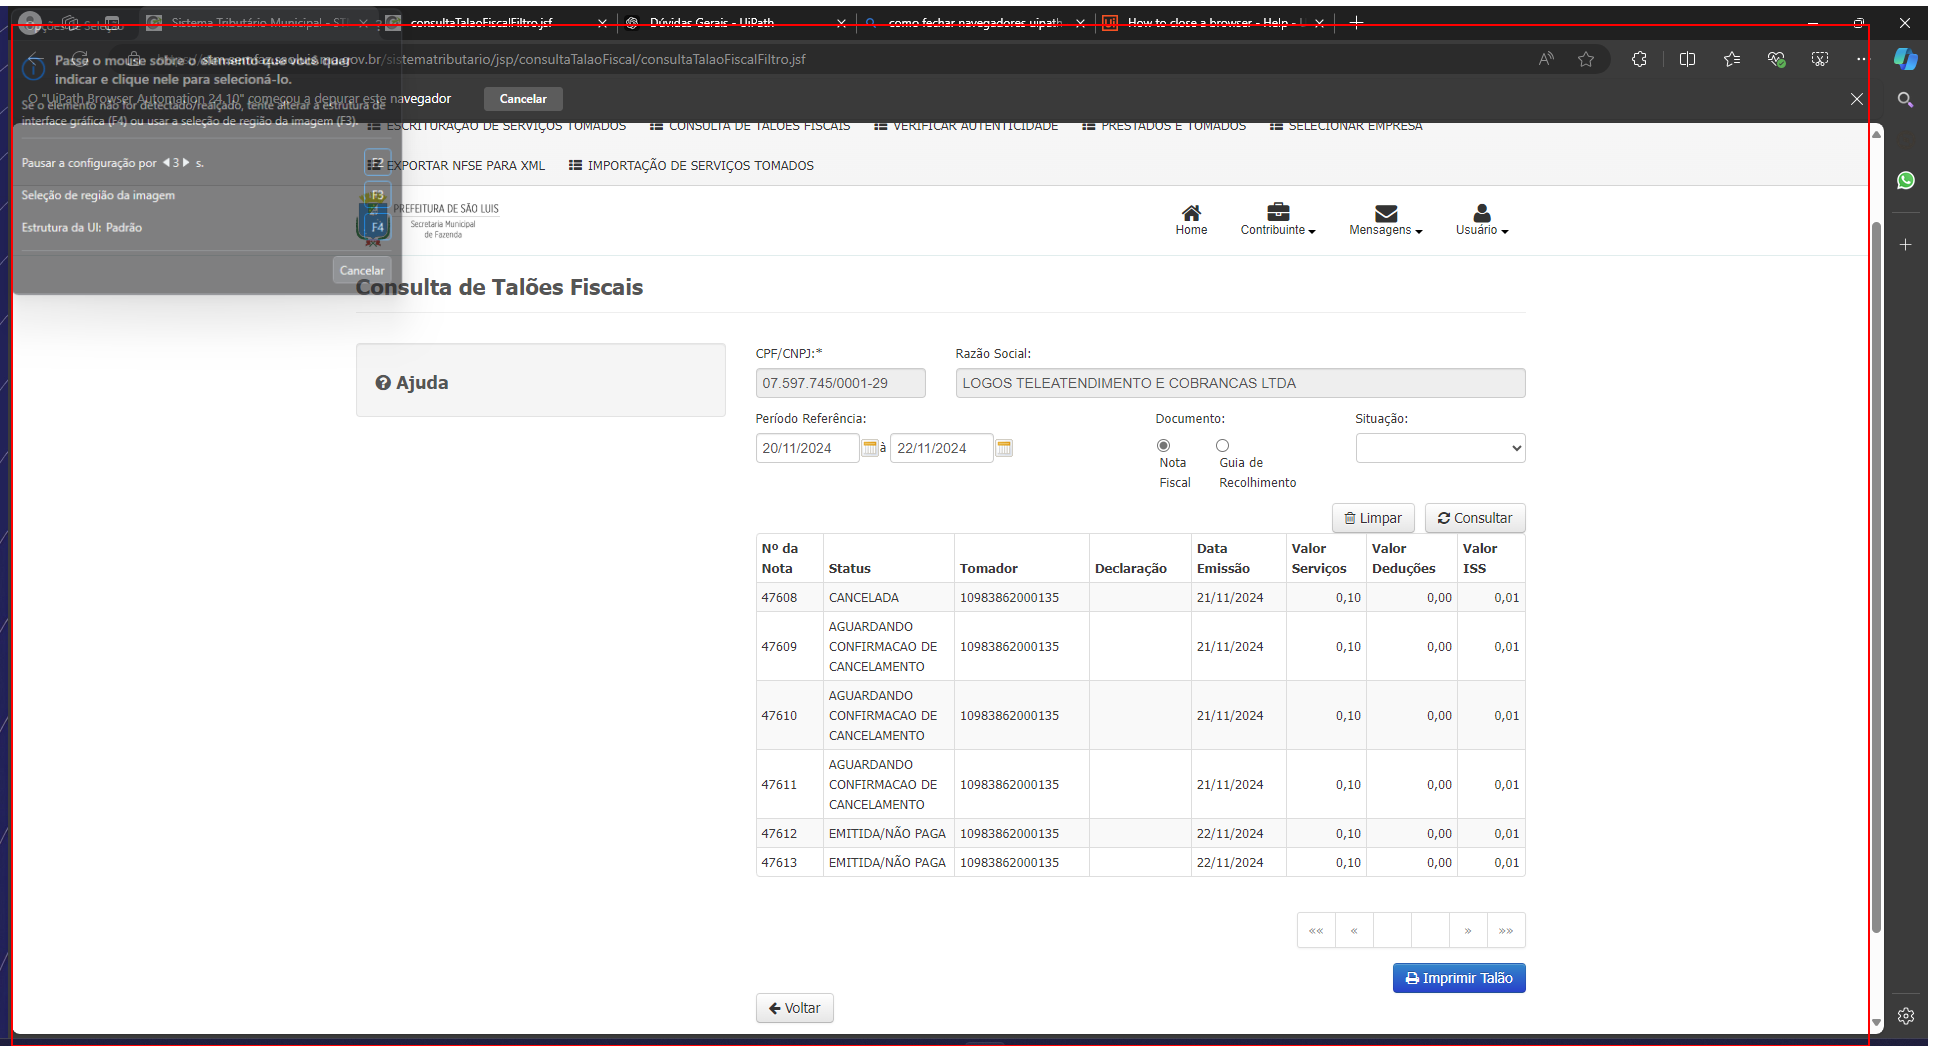 Opções de Seleção
Sistema Tributário Municipal - ST
consultaTalaoFiscalFiltro.jsf
Dúvidas Gerais - UiPath
como fechar navegadores uipath
How to close a browser - Help - U
Passe o mouse sobre o elemento que você quer
indicar e clique nele para selecioná-lo.
gov.br/sistematributario/jsp/consultaTalaoFiscal/consultaTalaoFiscalFiltro.jsf
O "UiPath Browser Automation 24.10" começou a depurar este navegador
Cancelar
Se o elemento não for detectado/realçado, tente alterar a estrutura de
interface gráfica (F4) ou usar a seleção de região da imagem (F3).
ESCRITURAÇÃO DE SERVIÇOS TOMADOS
CONSULTA DE TALÕES FISCAIS
VERIFICAR AUTENTICIDADE
PRESTADOS E TOMADOS
SELECIONAR EMPRESA
Pausar a configuração por 3 s.
F2
EXPORTAR NFSE PARA XML
IMPORTAÇÃO DE SERVIÇOS TOMADOS
Seleção de região da imagem
F3
Estrutura da UI: Padrão
F4
Cancelar
PREFEITURA DE SÃO LUIS
Secretaria Municipal
de Fazenda
Home
Contribuinte
Mensagens
Usuário
Consulta de Talões Fiscais
Ajuda
CPF/CNPJ:*
Razão Social:
07.597.745/0001-29
LOGOS TELEATENDIMENTO E COBRANCAS LTDA
Período Referência:
Documento:
Situação:
20/11/2024 à 22/11/2024
Nota
Fiscal
Guia de
Recolhimento
Limpar
Consultar
Nº da Nota Status Tomador Declaração Data Emissão Valor Serviços Valor Deduções Valor ISS
47608 CANCELADA 10983862000135 21/11/2024 0,10 0,00 0,01
47609 AGUARDANDO CONFIRMACAO DE CANCELAMENTO 10983862000135 21/11/2024 0,10 0,00 0,01
47610 AGUARDANDO CONFIRMACAO DE CANCELAMENTO 10983862000135 21/11/2024 0,10 0,00 0,01
47611 AGUARDANDO CONFIRMACAO DE CANCELAMENTO 10983862000135 21/11/2024 0,10 0,00 0,01
47612 EMITIDA/NÃO PAGA 10983862000135 22/11/2024 0,10 0,00 0,01
47613 EMITIDA/NÃO PAGA 10983862000135 22/11/2024 0,10 0,00 0,01
«« « » »»
Imprimir Talão
Voltar